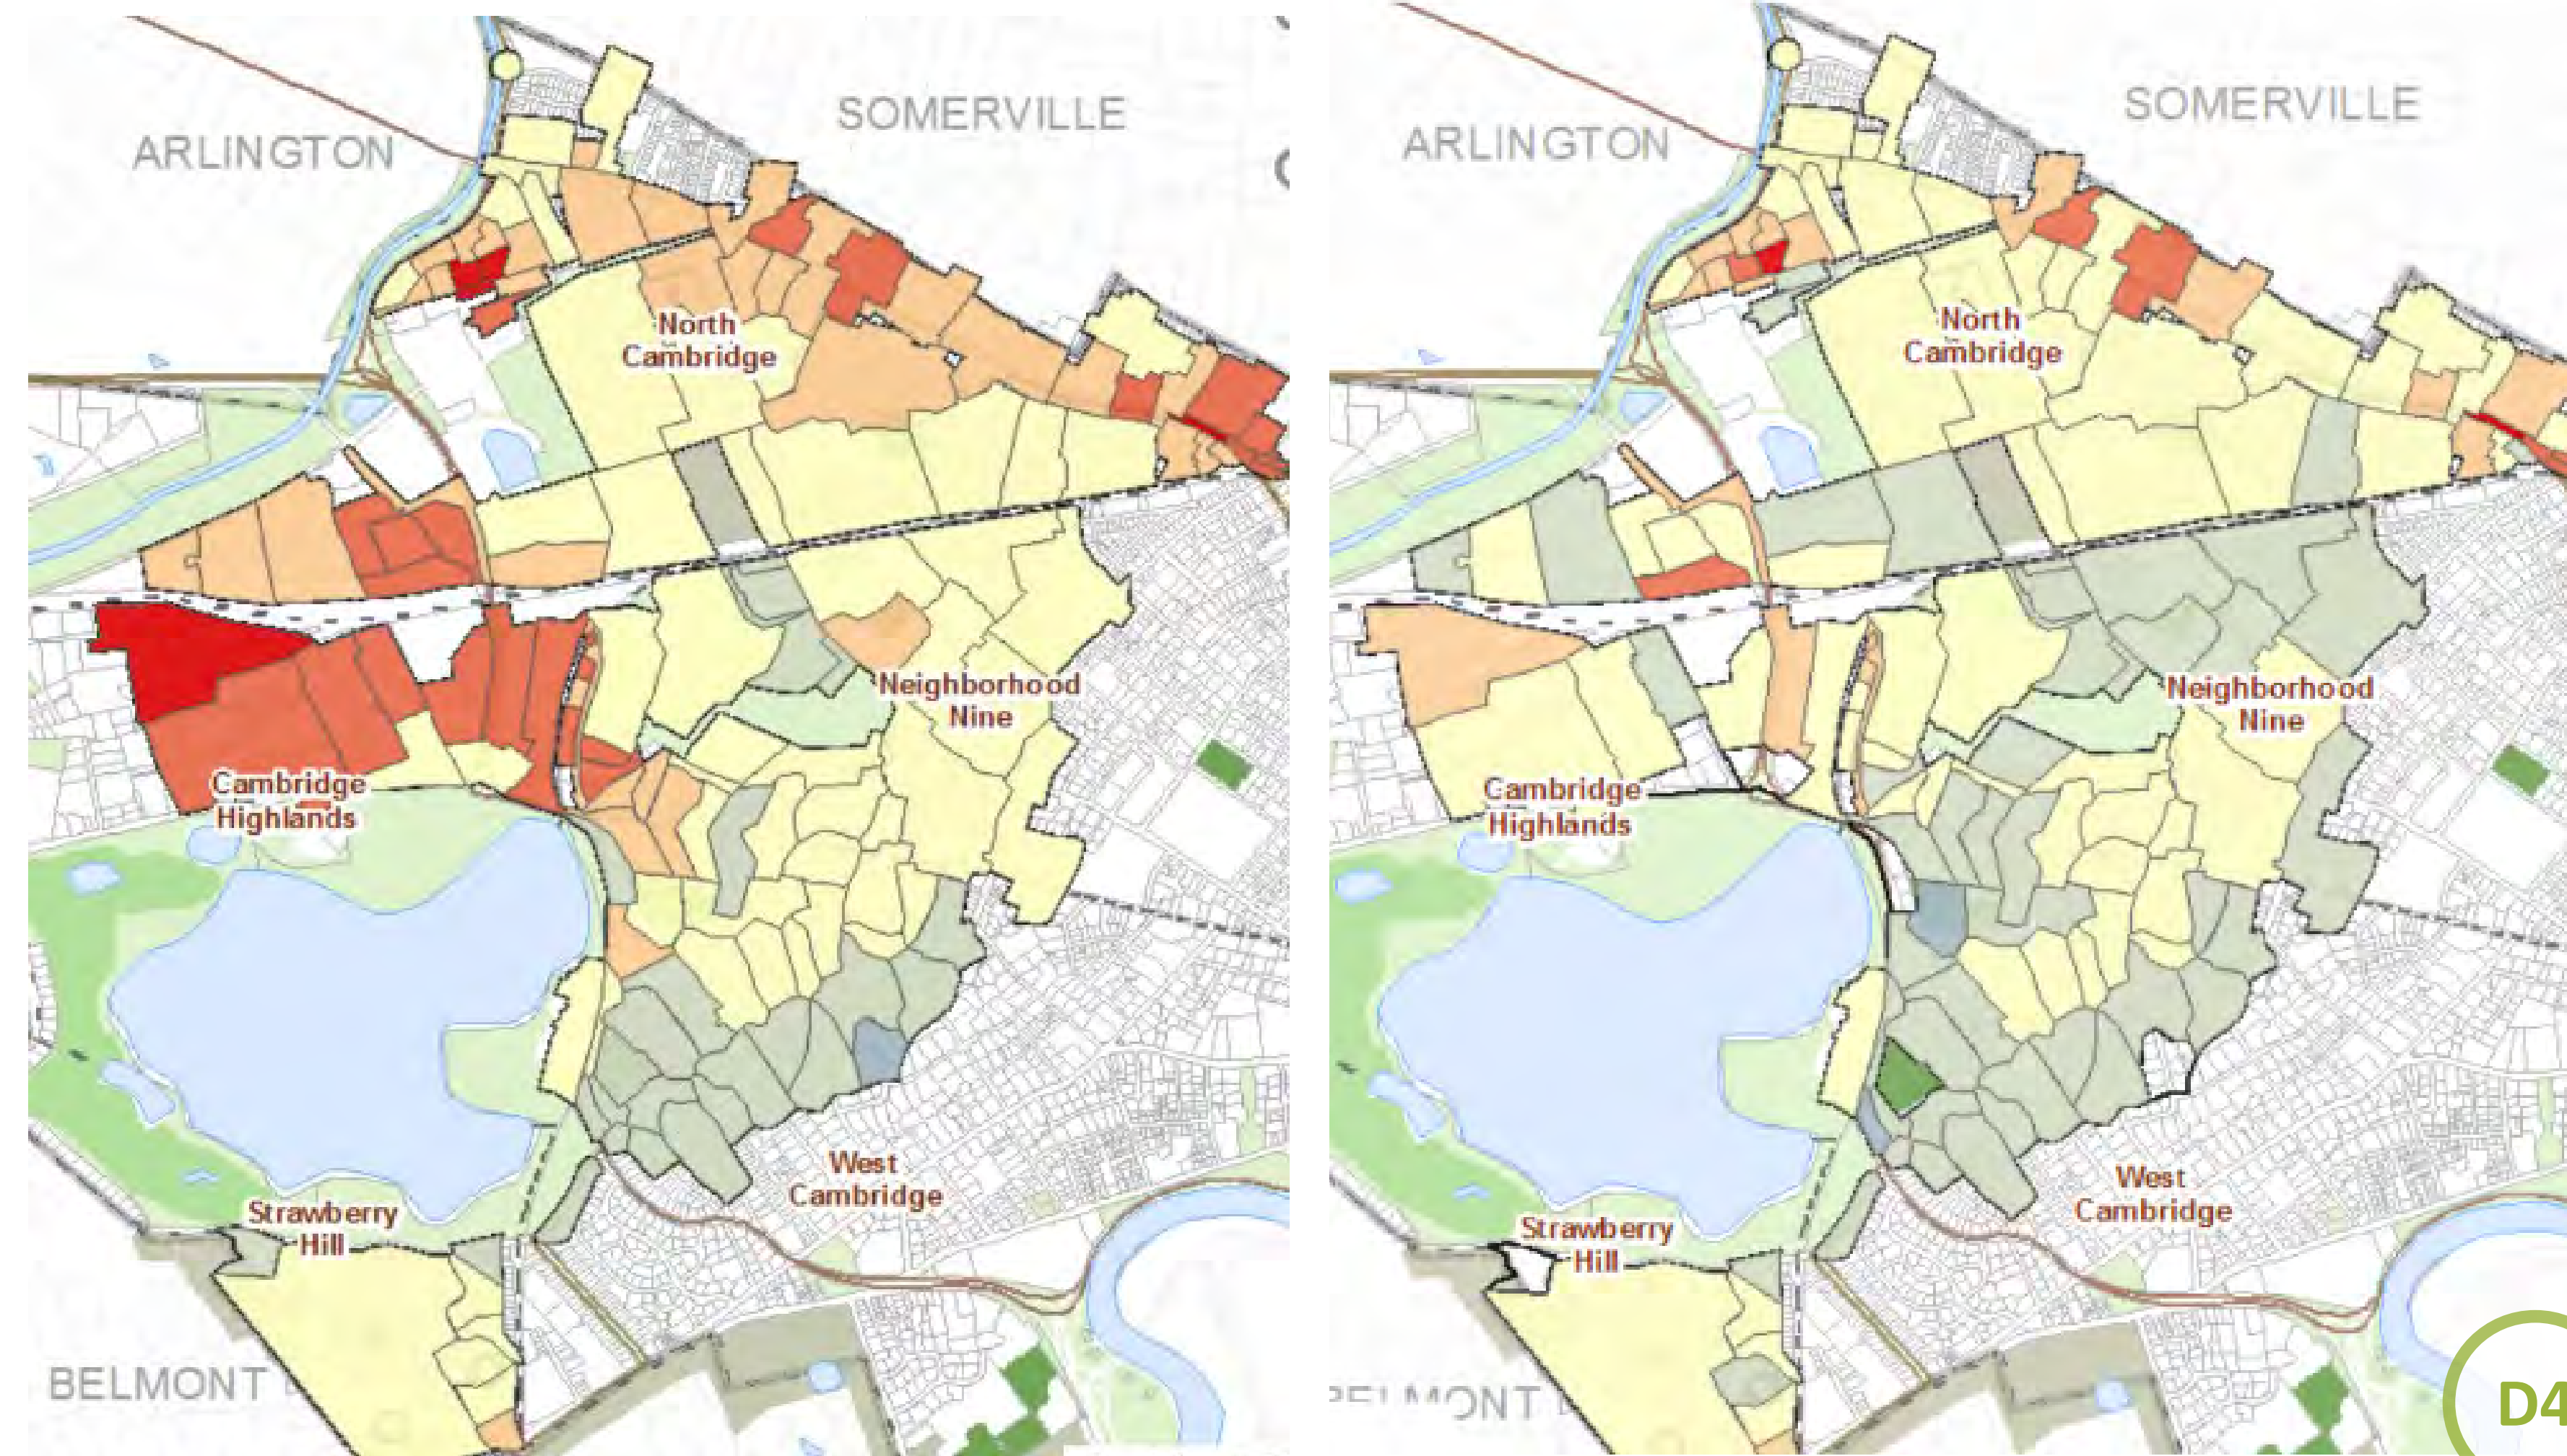 SOMERVILLE
ARLINGTON
North
Cambridge
Neighborhood
Nine
Cambridge
Highlands
West
Cambridge
Strawberry
Hill
BELMONT
SOMERVILLE
ARLINGTON
North
Cambridge
Neighborhood
Nine
Cambridge
Highlands
West
Cambridge
Strawberry
Hill
BELMONT
D4